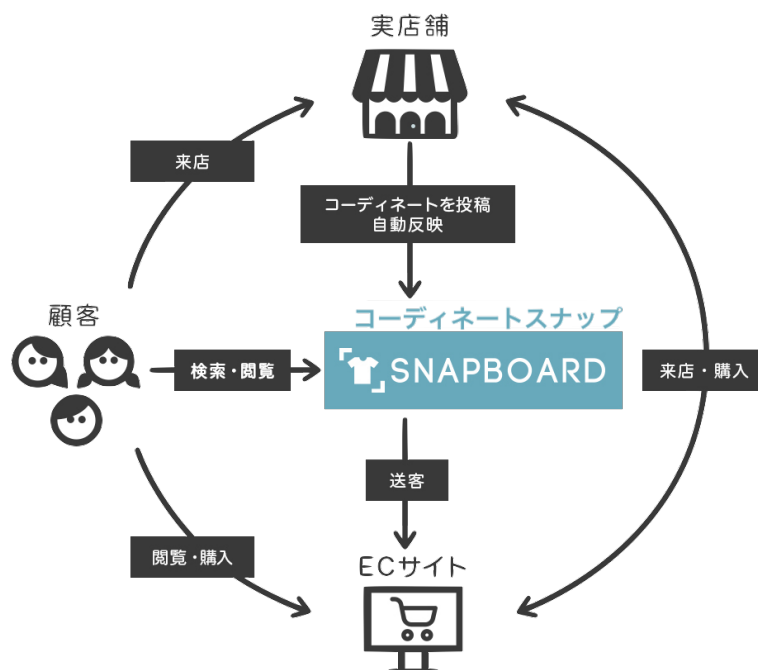 実店舗
来店
コーディネートを投稿
自動反映
顧客
コーディネートスナップ
検索・閲覧
SNAPBOARD
来店・購入
送客
閲覧・購入
ECサイト